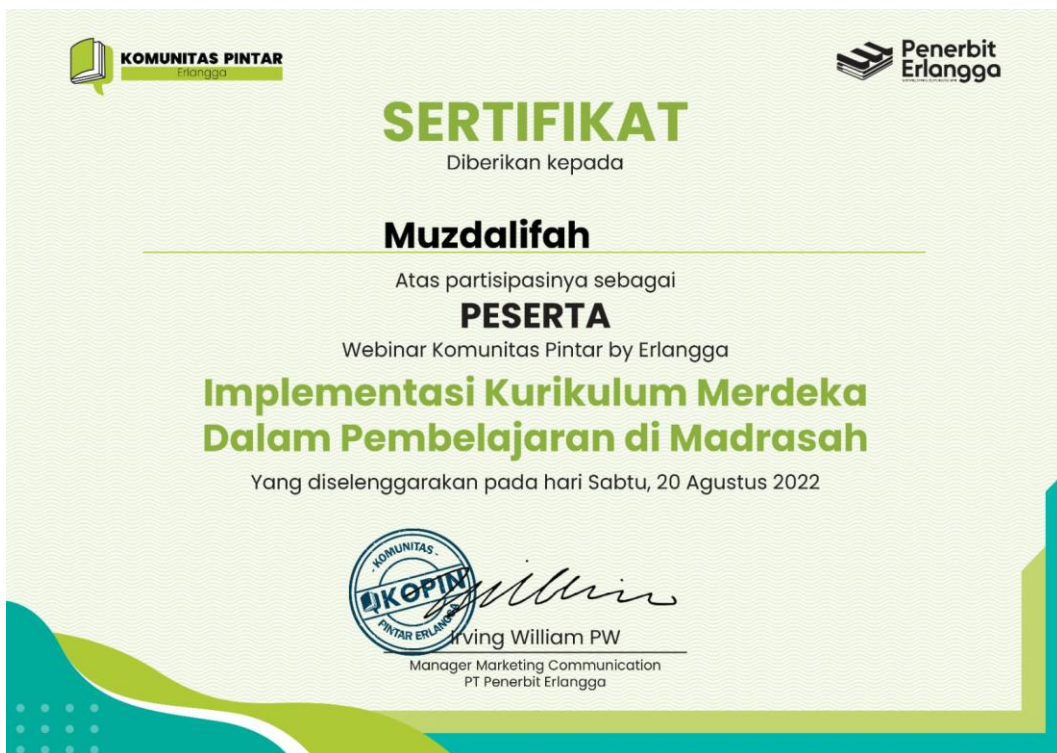 KOMUNITAS PINTAR
Erlangga
Penerbit
Erlangga
SERTIFIKAT
Diberikan kepada
Muzdalifah
Atas partisipasinya sebagai
PESERTA
Webinar Komunitas Pintar by Erlangga
Implementasi Kurikulum Merdeka
Dalam Pembelajaran di Madrasah
Yang diselenggarakan pada hari Sabtu, 20 Agustus 2022
- KOMUNITAS -
KOPIN
PINTAR ERLANGGA
Irving William PW
Manager Marketing Communication
PT Penerbit Erlangga